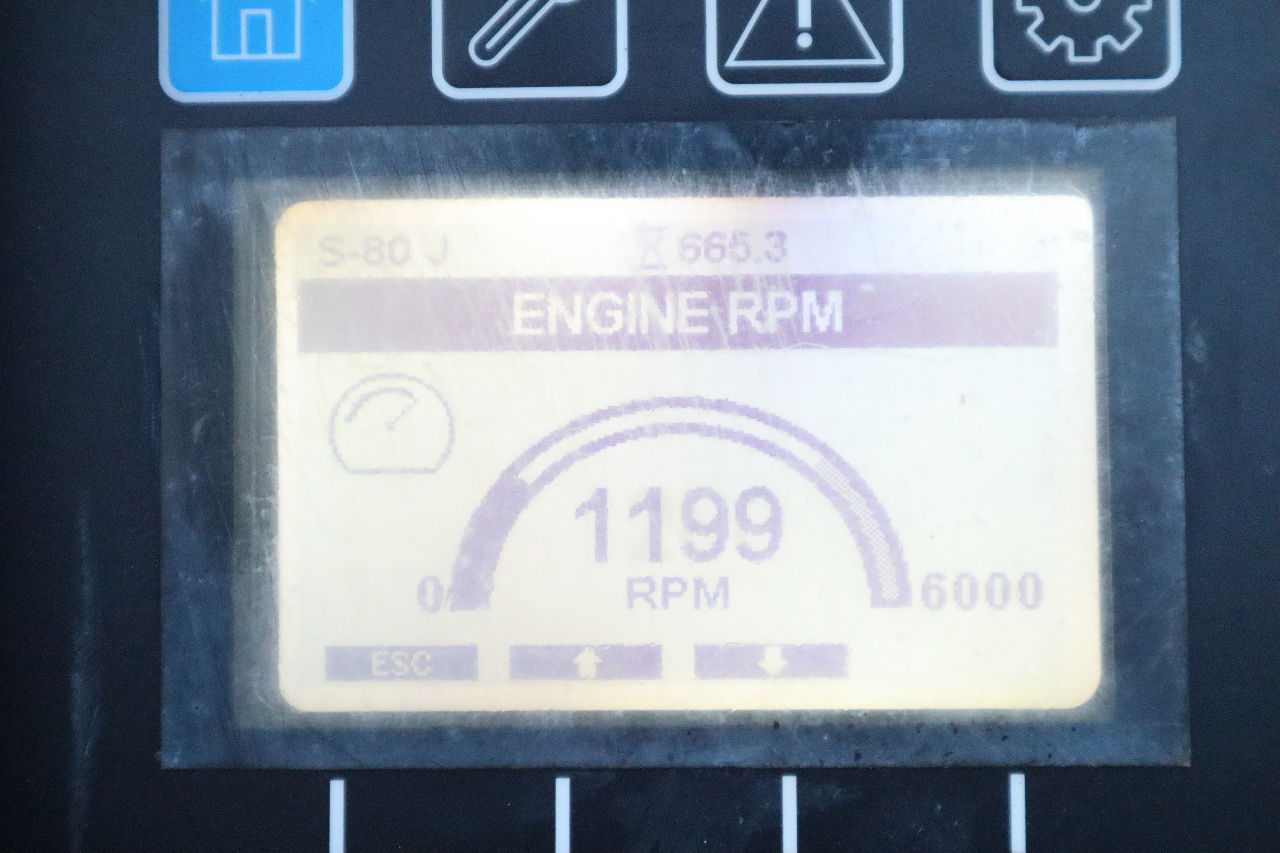 S-80 J 665.3
ENGINE RPM
1199
0 RPM 6000
ESC